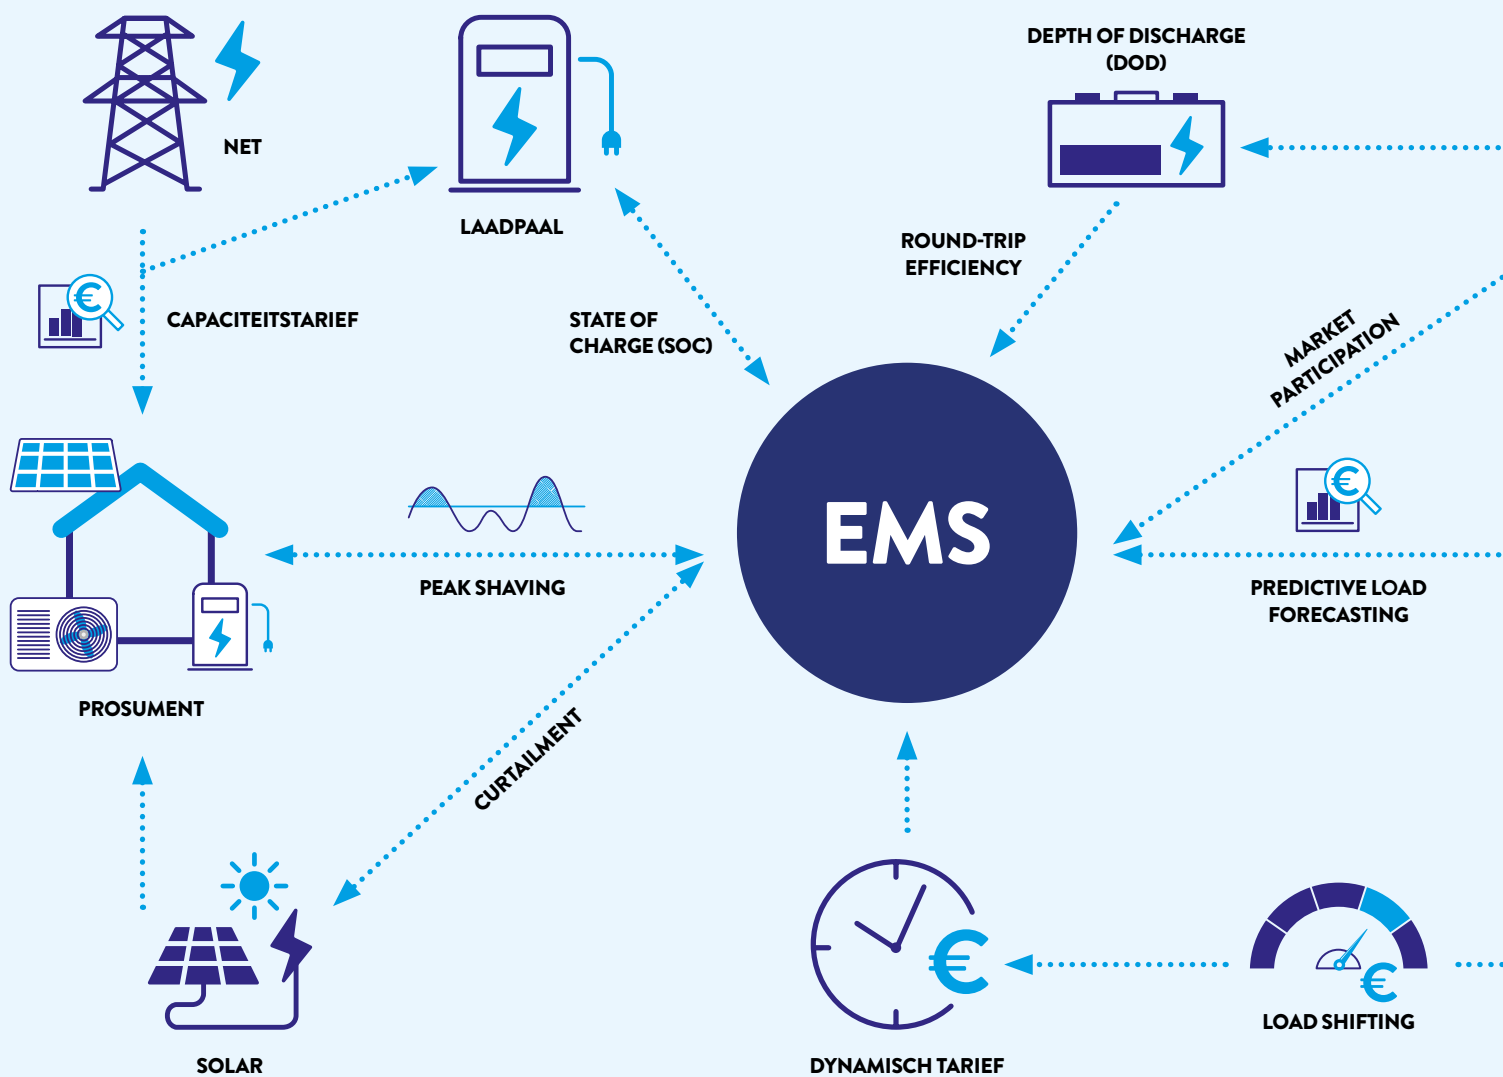 DEPTH OF DISCHARGE
(DOD)
NET
LAADPAAL
ROUND-TRIP
EFFICIENCY
CAPACITEITSTARIEF
STATE OF
CHARGE (SOC)
MARKET
PARTICIPATION
EMS
PEAK SHAVING
PREDICTIVE LOAD
FORECASTING
PROSUMENT
CURTAILMENT
LOAD SHIFTING
SOLAR
DYNAMISCH TARIEF